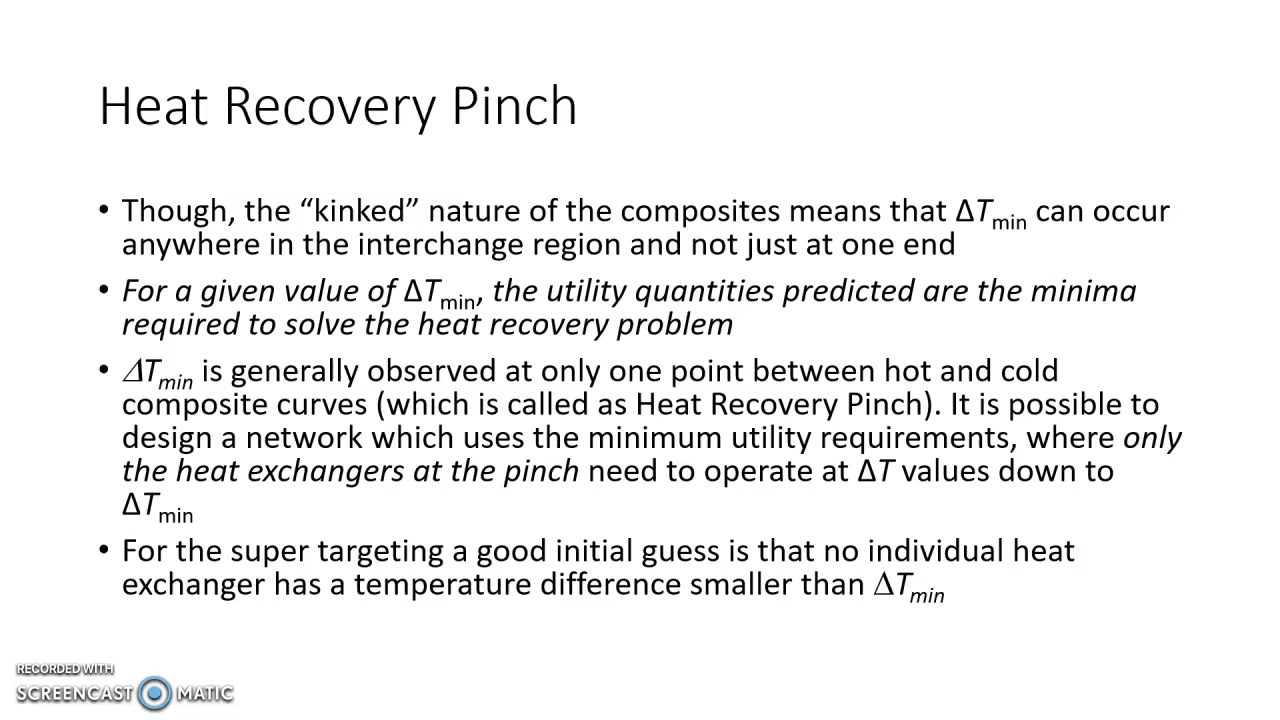 Heat Recovery Pinch
• Though, the “kinked” nature of the composites means that ΔTmin can occur
anywhere in the interchange region and not just at one end
• For a given value of ΔTmin, the utility quantities predicted are the minima
required to solve the heat recovery problem
• ΔTmin is generally observed at only one point between hot and cold
composite curves (which is called as Heat Recovery Pinch). It is possible to
design a network which uses the minimum utility requirements, where only
the heat exchangers at the pinch need to operate at ΔT values down to
ΔTmin
• For the super targeting a good initial guess is that no individual heat
exchanger has a temperature difference smaller than ΔTmin
RECORDED WITH
SCREENCAST MATIC